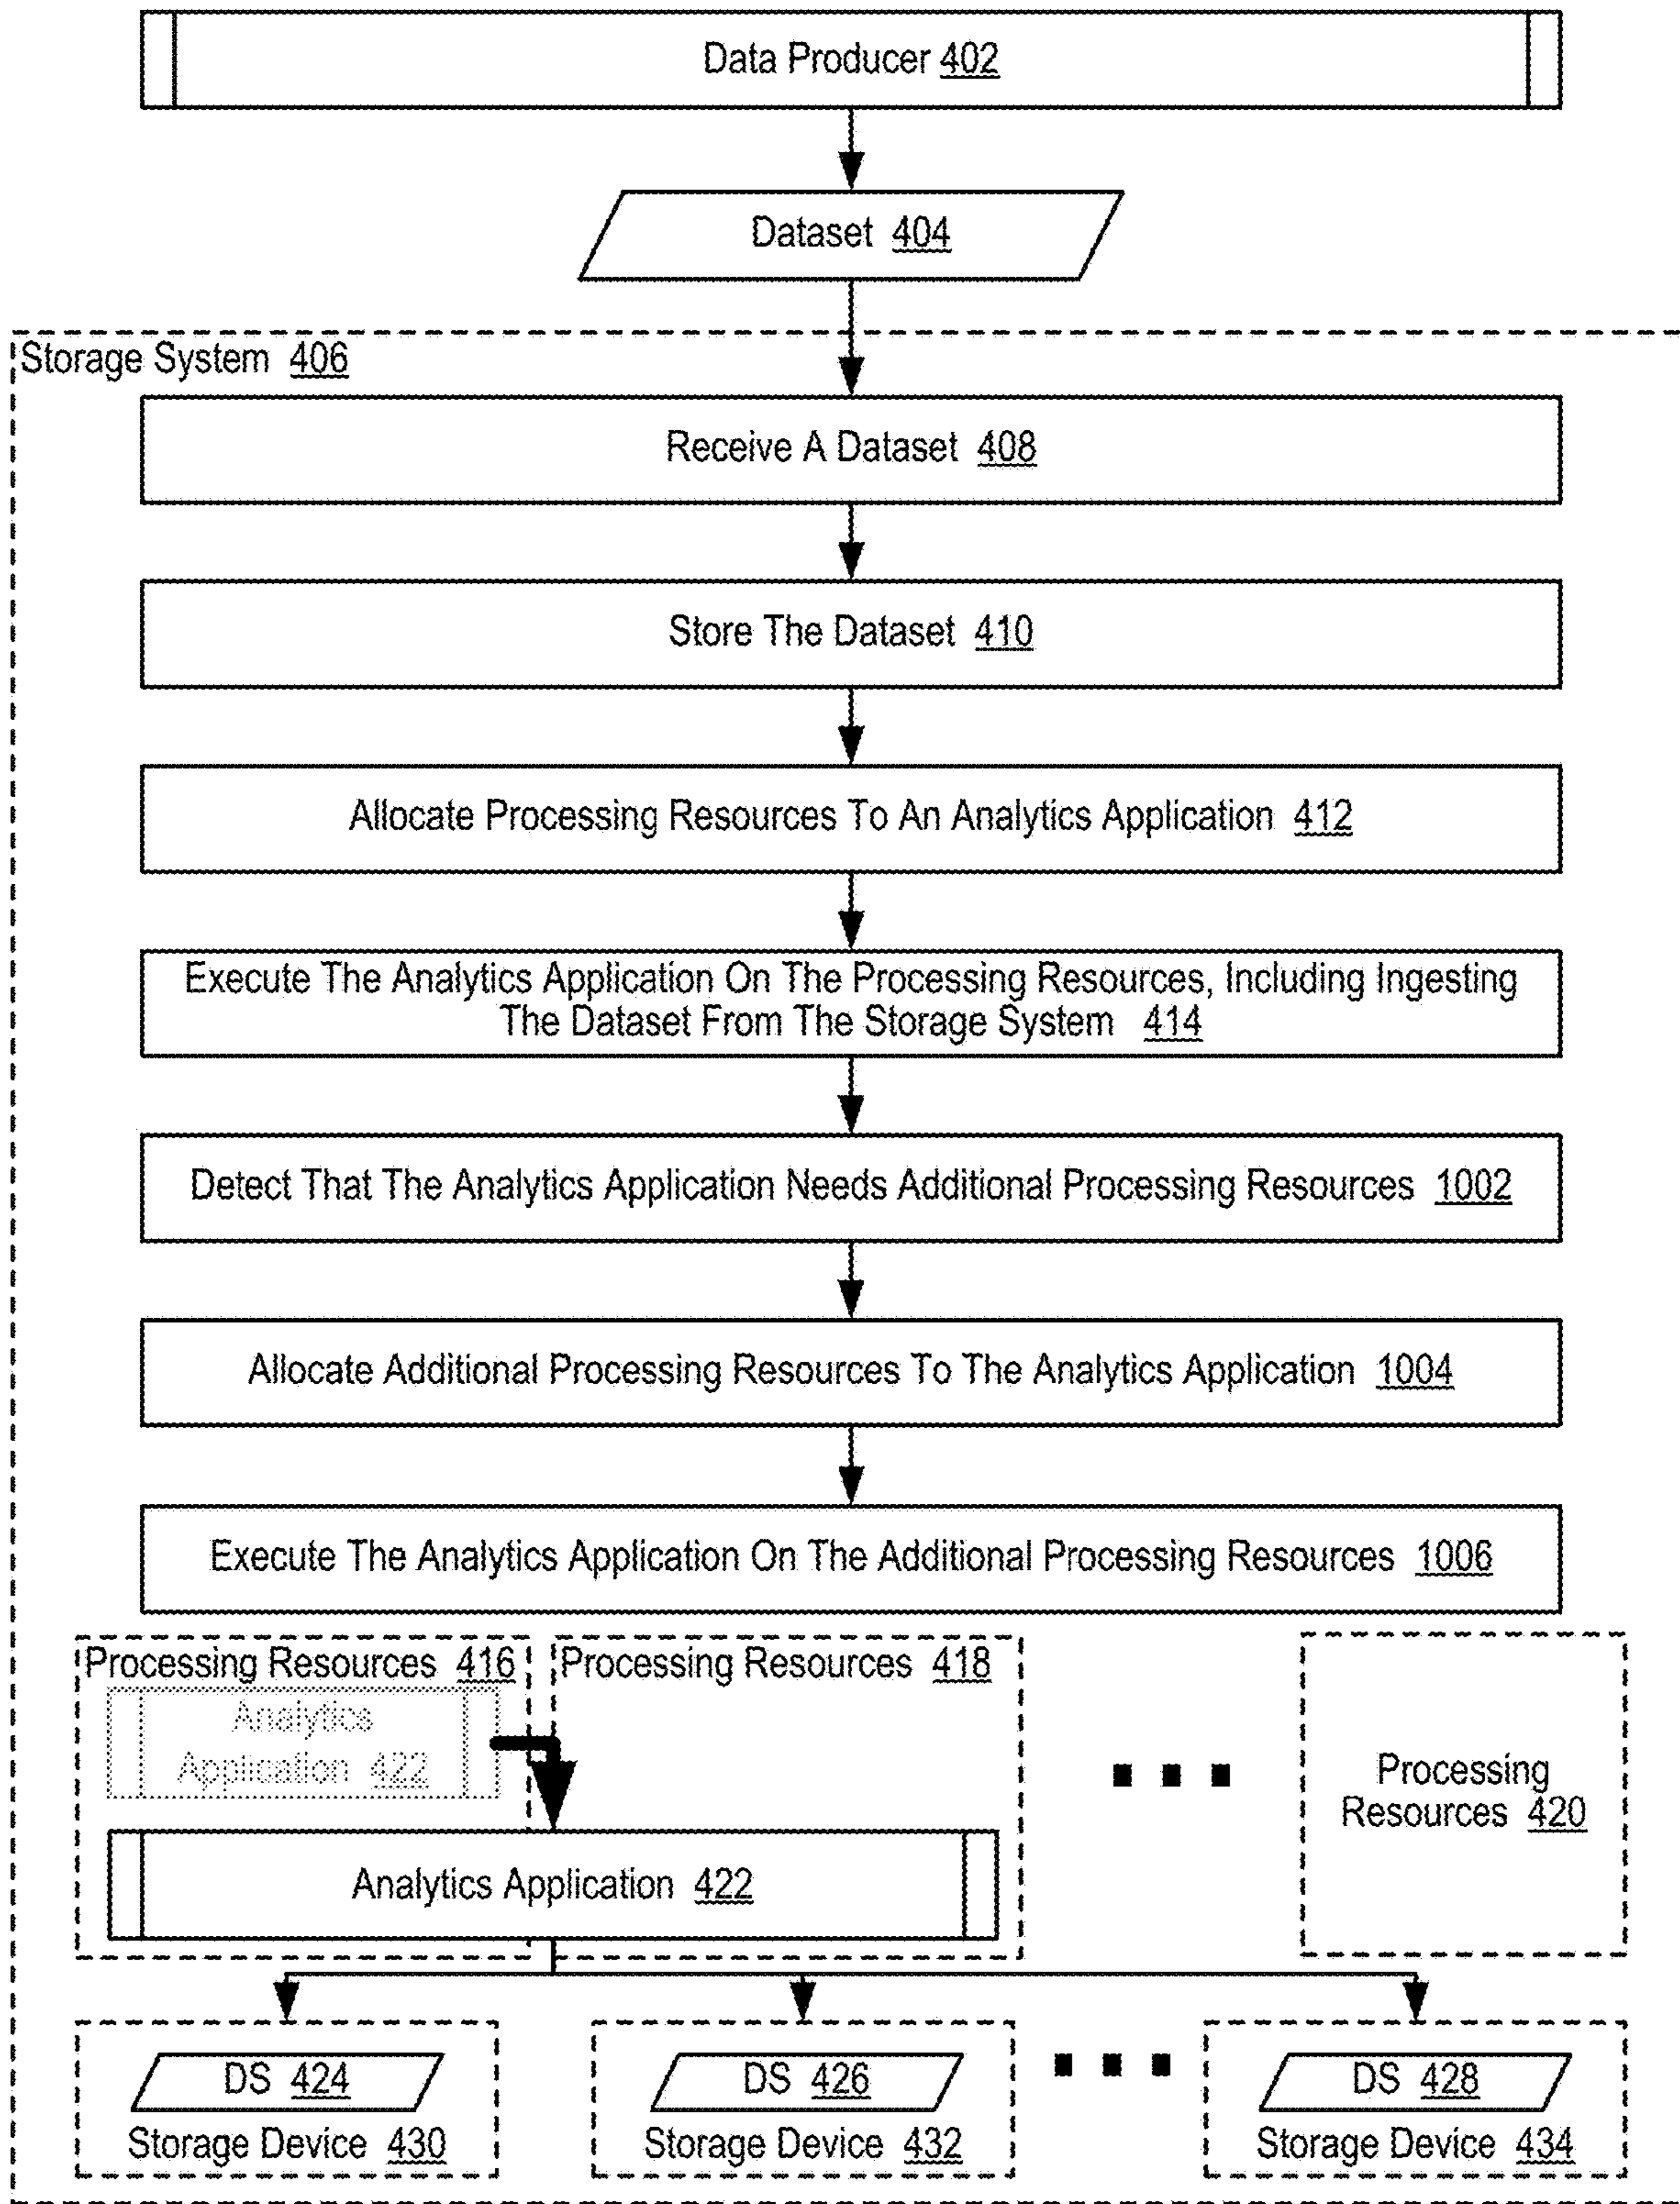 Data Producer 402
Dataset 404
Storage System 406
Receive A Dataset 408
Store The Dataset 410
Allocate Processing Resources To An Analytics Application 412
Execute The Analytics Application On The Processing Resources, Including Ingesting
The Dataset From The Storage System 414
Detect That The Analytics Application Needs Additional Processing Resources 1002
Allocate Additional Processing Resources To The Analytics Application 1004
Execute The Analytics Application On The Additional Processing Resources 1006
Processing Resources 416
Analytics
Application 422
Processing Resources 418
Processing
Resources 420
Analytics Application 422
DS 424
Storage Device 430
DS 426
Storage Device 432
DS 428
Storage Device 434